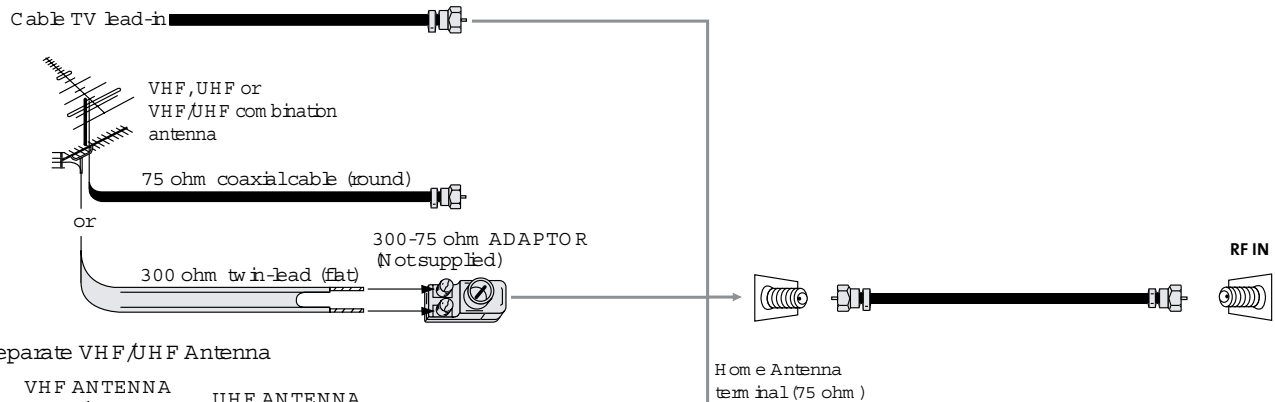 Cable TV lead-in
VHF, UHF or
VHF/UHF combination
antenna
75 ohm coaxial cable (round)
or
300-75 ohm ADAPTOR
(Not supplied)
300 ohm twin-lead (flat)
RF IN
eparate VHF/UHF Antenna
VHF ANTENNA
UHF ANTENNA
Home Antenna
terminal (75 ohm)